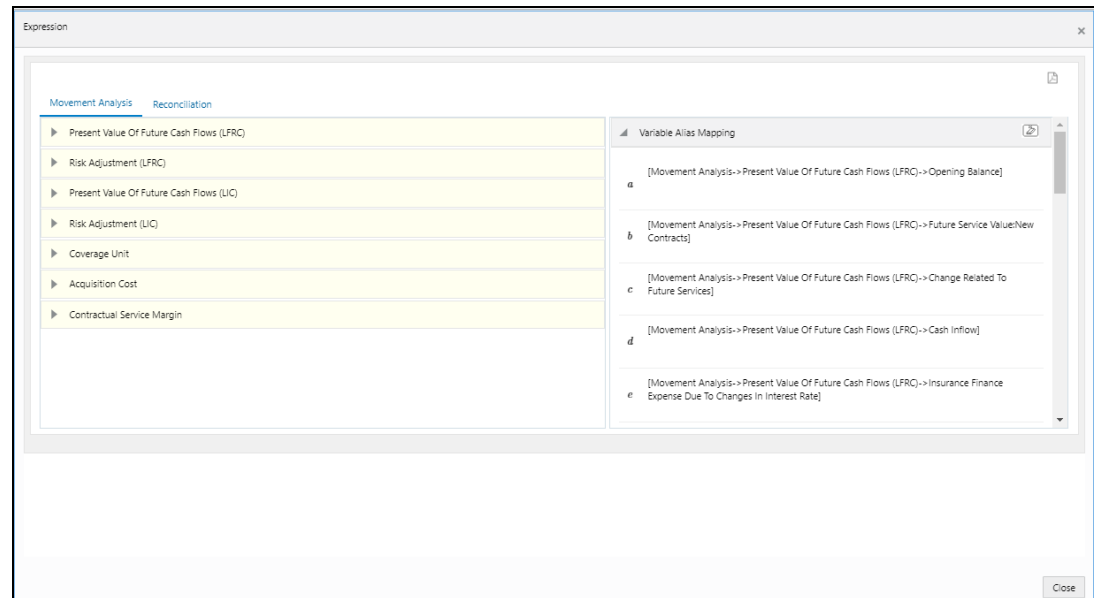 Expression
×
Movement Analysis
Reconciliation
Present Value Of Future Cash Flows (LFRC)
Risk Adjustment (LFRC)
Present Value Of Future Cash Flows (LIC)
Risk Adjustment (LIC)
Coverage Unit
Acquisition Cost
Contractual Service Margin
Variable Alias Mapping
[Movement Analysis->Present Value Of Future Cash Flows (LFRC)->Opening Balance]
a
[Movement Analysis->Present Value Of Future Cash Flows (LFRC)->Future Service Value:New
b Contracts]
[Movement Analysis->Present Value Of Future Cash Flows (LFRC)->Change Related To
c Future Services]
[Movement Analysis->Present Value Of Future Cash Flows (LFRC)->Cash Inflow]
d
[Movement Analysis->Present Value Of Future Cash Flows (LFRC)->Insurance Finance
e Expense Due To Changes In Interest Rate]
Close